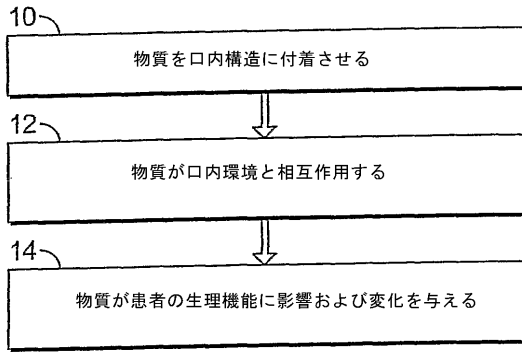 10
物質を口内構造に付着させる
12
物質が口内環境と相互作用する
14
物質が患者の生理機能に影響および変化を与える